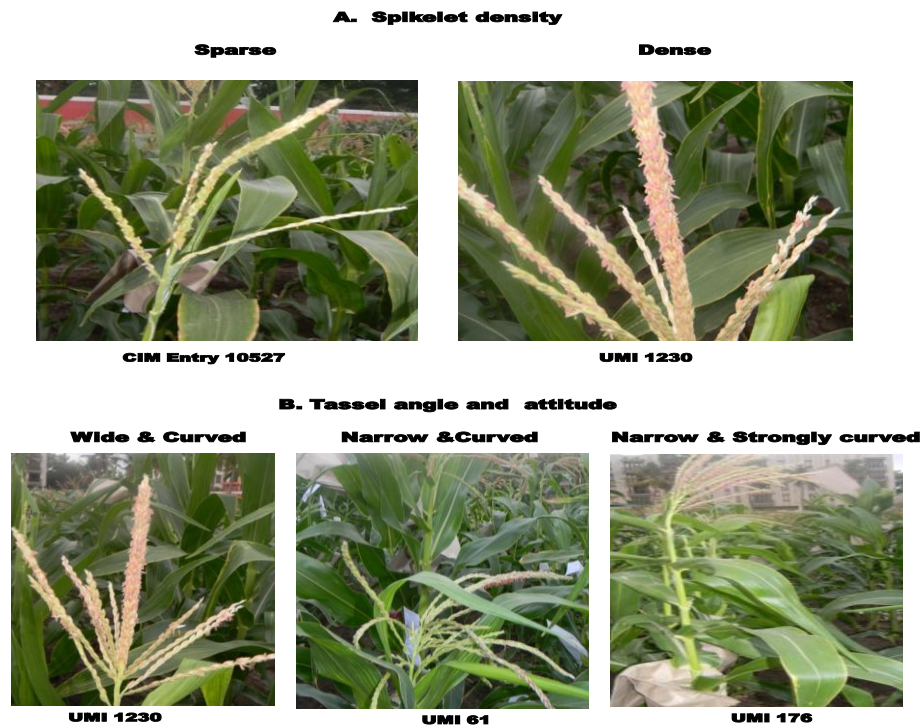 A. Spikelet density
Sparse Dense
CIM Entry 10527 UMI 1230
B. Tassel angle and attitude
Wide & Curved Narrow &Curved Narrow & Strongly curved
UMI 1230 UMI 61 UMI 176